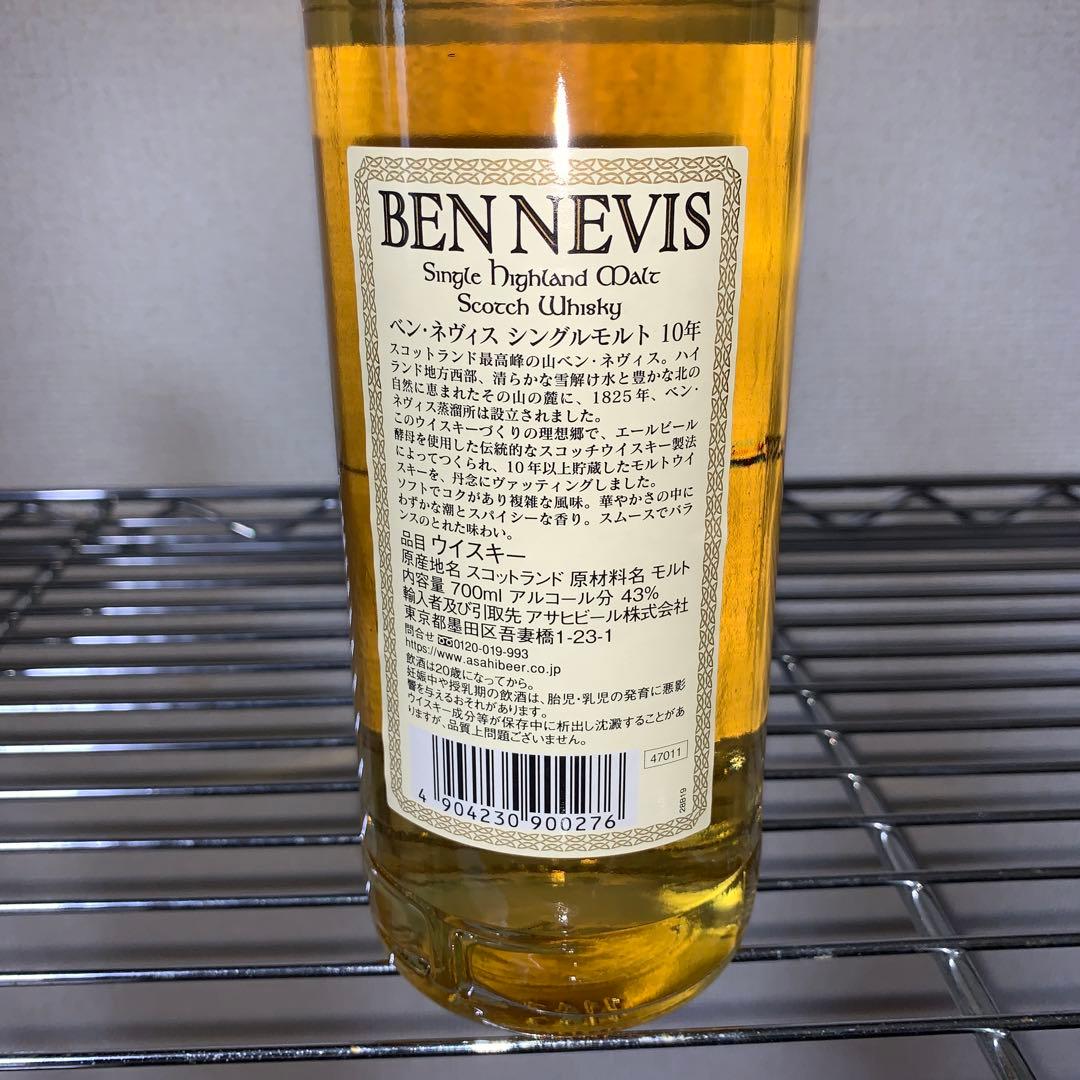 BEN NEVIS
Single Highland Malt
Scotch Whisky
ベン・ネヴィス シングルモルト 10年
スコットランド最高峰の山ベン・ネヴィス。ハイ
ランド地方西部、清らかな雪解け水と豊かな北の
自然に恵まれたその山の麓に、1825年、ベン・
ネヴィス蒸溜所は設立されました。
このウイスキーづくりの理想郷で、エールビール
酵母を使用した伝統的なスコッチウイスキー製法
によってつくられ、10年以上貯蔵したモルトウイ
スキーを、丹念にヴァッティングしました。
ソフトでコクがあり複雑な風味。華やかさの中に
わずかな潮とスパイシーな香り。スムースでバラ
ンスのとれた味わい。
品目 ウイスキー
原産地名 スコットランド 原材料名 モルト
内容量 700ml アルコール分 43%
輸入者及び引取先 アサヒビール株式会社
東京都墨田区吾妻橋1-23-1
問合せ 0120-019-993
https://www.asahibeer.co.jp
飲酒は20歳になってから。
妊娠中や授乳期の飲酒は、胎児・乳児の発育に悪影
響を与えるおそれがあります。
ウイスキー成分等が保存中に析出し沈澱することがあ
りますが、品質上問題ございません。
47011
28B19
4 904230 900276